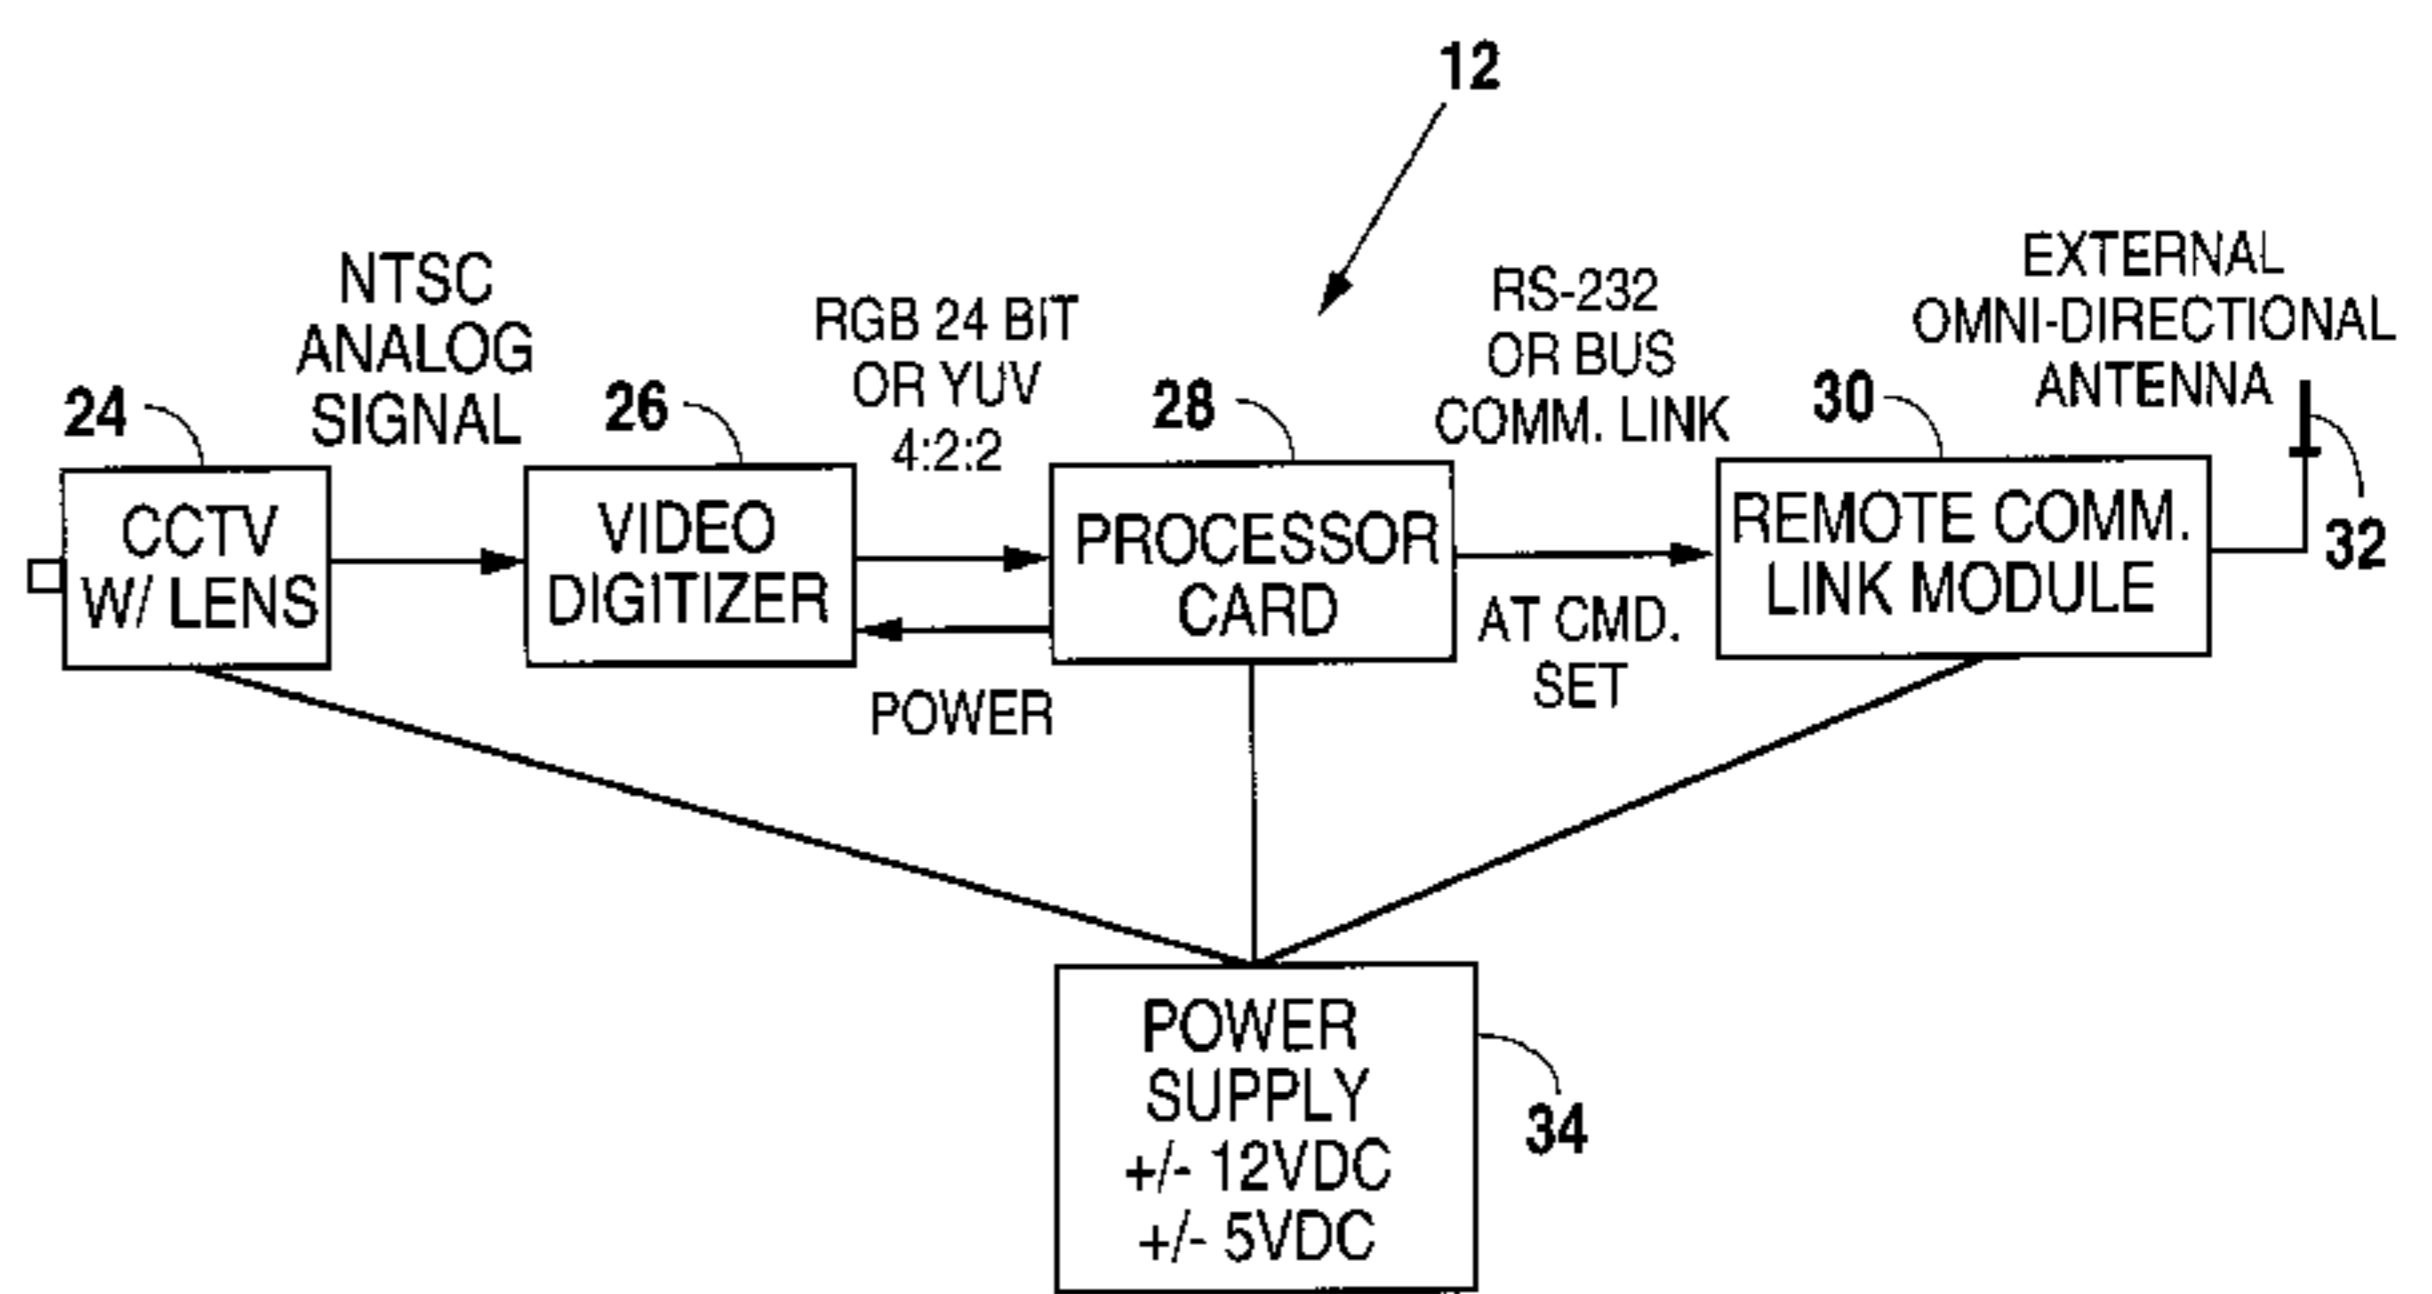 12
NTSC
ANALOG
SIGNAL
RGB 24 BIT
OR YUV
4:2:2
RS-232
OR BUS
COMM. LINK
EXTERNAL
OMNI-DIRECTIONAL
ANTENNA
24
26
28
30
32
CCTV
W/ LENS
VIDEO
DIGITIZER
PROCESSOR
CARD
REMOTE COMM.
LINK MODULE
POWER
AT CMD.
SET
POWER
SUPPLY
+/- 12VDC
+/- 5VDC
34